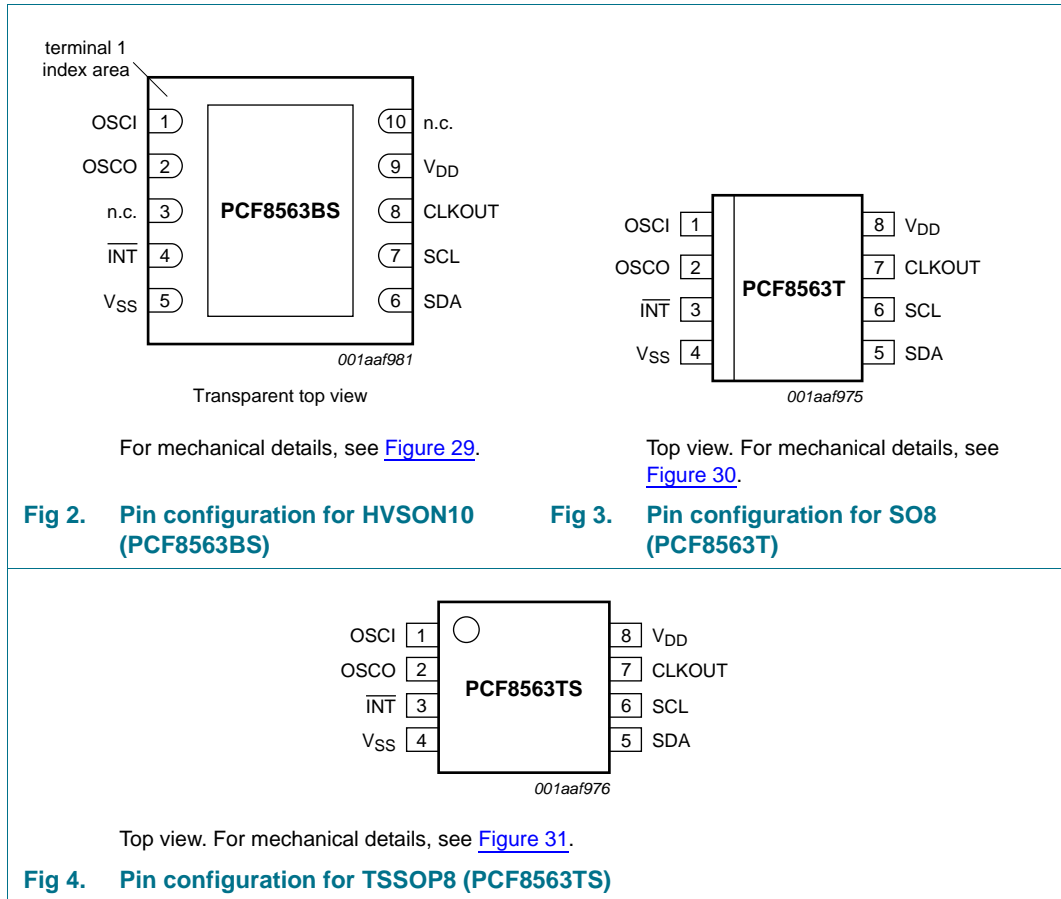 terminal 1
index area
OSCI 1 10 n.c.
OSCO 2 9 VDD
n.c. 3 PCF8563BS 8 CLKOUT
INT 4 7 SCL
VSS 5 6 SDA
001aaf981
Transparent top view
For mechanical details, see Figure 29.
Fig 2. Pin configuration for HVSON10
(PCF8563BS)
OSCI 1 8 VDD
OSCO 2 7 CLKOUT
PCF8563T
INT 3 6 SCL
VSS 4 5 SDA
001aaf975
Top view. For mechanical details, see
Figure 30.
Fig 3. Pin configuration for SO8
(PCF8563T)
OSCI 1 8 VDD
OSCO 2 7 CLKOUT
PCF8563TS
INT 3 6 SCL
VSS 4 5 SDA
001aaf976
Top view. For mechanical details, see Figure 31.
Fig 4. Pin configuration for TSSOP8 (PCF8563TS)